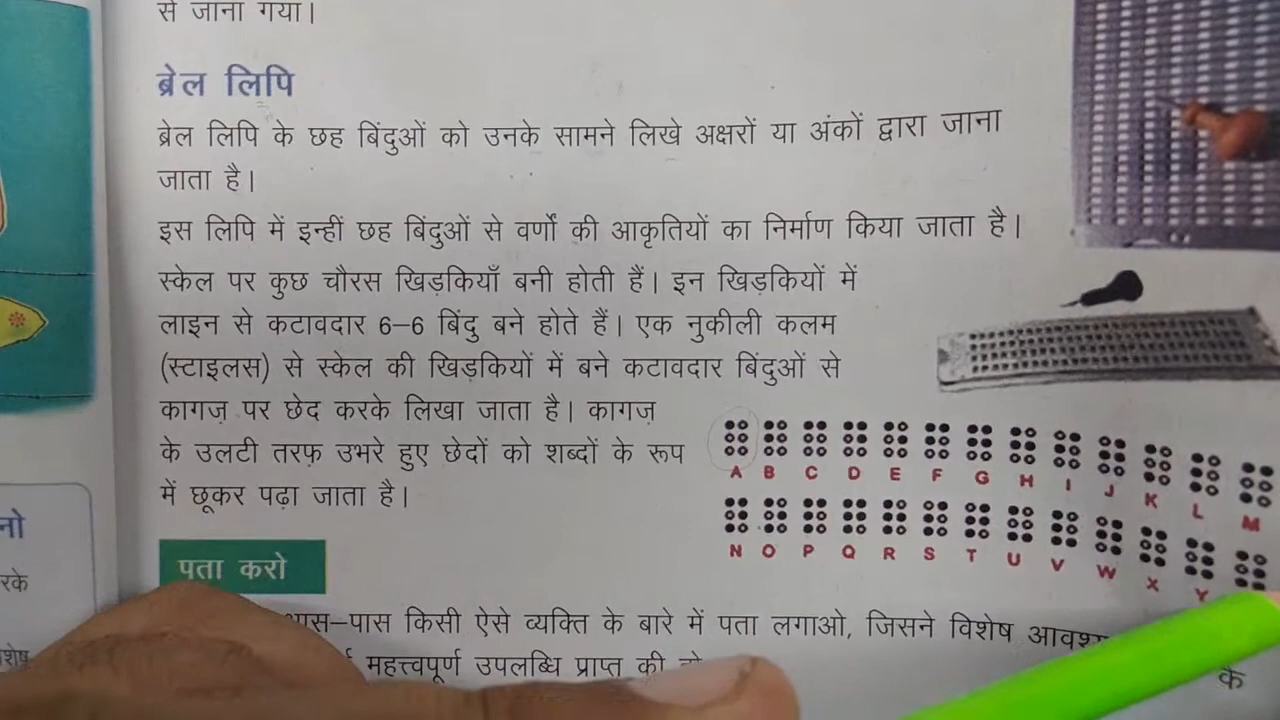 से जाना गया।
ब्रेल लिपि
ब्रेल लिपि के छह बिंदुओं को उनके सामने लिखे अक्षरों या अंकों द्वारा जाना
जाता है।
इस लिपि में इन्हीं छह बिंदुओं से वर्णों की आकृतियों का निर्माण किया जाता है।
स्केल पर कुछ चौरस खिड़कियाँ बनी होती हैं। इन खिड़कियों में
लाइन से कटावदार 6–6 बिंदु बने होते हैं। एक नुकीली कलम
(स्टाइलस) से स्केल की खिड़कियों में बने कटावदार बिंदुओं से
कागज़ पर छेद करके लिखा जाता है। कागज़
के उलटी तरफ़ उभरे हुए छेदों को शब्दों के रूप
में छूकर पढ़ा जाता है।
A B C D E F G H I J K L M
N O P Q R S T U V W X Y
पता करो
आस–पास किसी ऐसे व्यक्ति के बारे में पता लगाओ, जिसने विशेष
महत्त्वपूर्ण उपलब्धि प्राप्त की हो
के